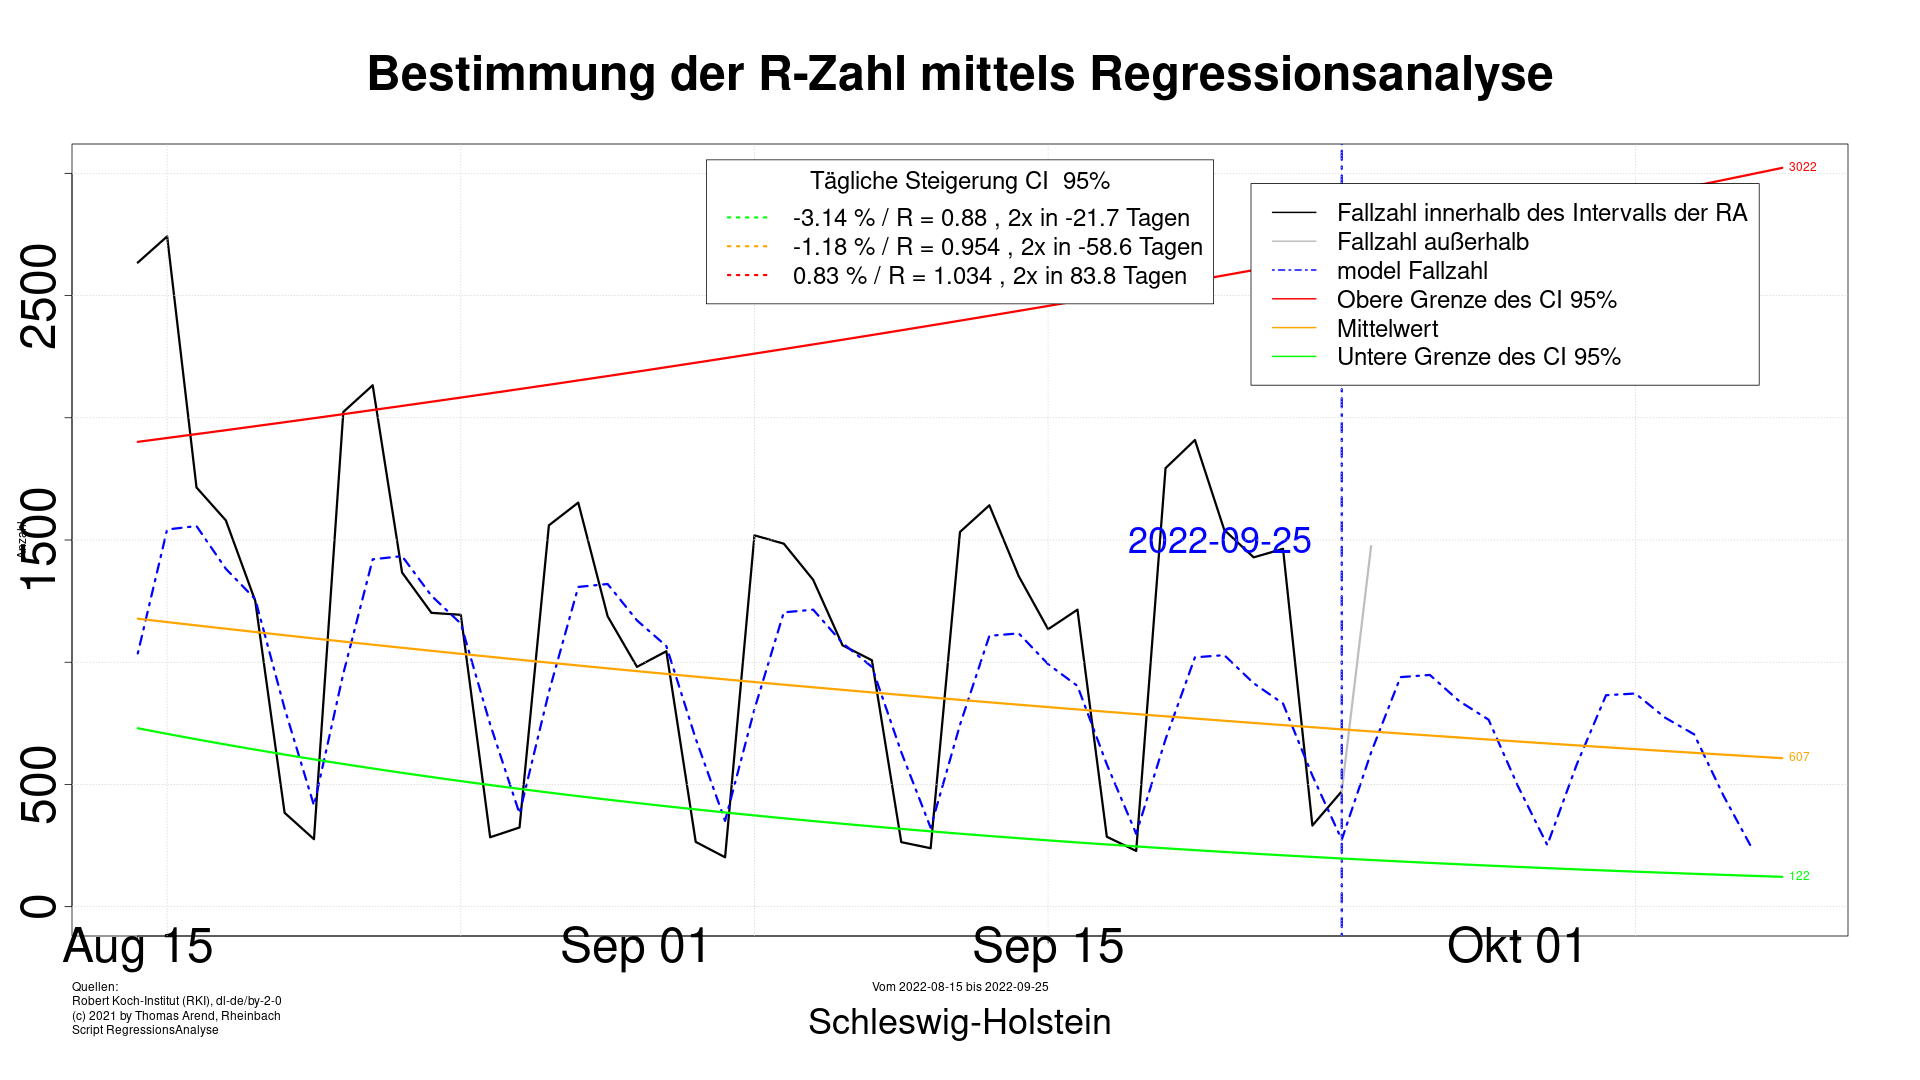 Bestimmung der R-Zahl mittels Regressionsanalyse
3022
Tägliche Steigerung CI  95%
-3.14 % / R = 0.88 , 2x in -21.7 Tagen
-1.18 % / R = 0.954 , 2x in -58.6 Tagen
0.83 % / R = 1.034 , 2x in 83.8 Tagen
Fallzahl innerhalb des Intervalls der RA
Fallzahl außerhalb
model Fallzahl
Obere Grenze des CI 95%
Mittelwert
Untere Grenze des CI 95%
2500
1500
500
0
Anzahl
2022-09-25
607
122
Aug 15
Sep 01
Sep 15
Okt 01
Quellen:
Robert Koch-Institut (RKI), dl-de/by-2-0
(c) 2021 by Thomas Arend, Rheinbach
Script RegressionsAnalyse
Vom 2022-08-15 bis 2022-09-25
Schleswig-Holstein